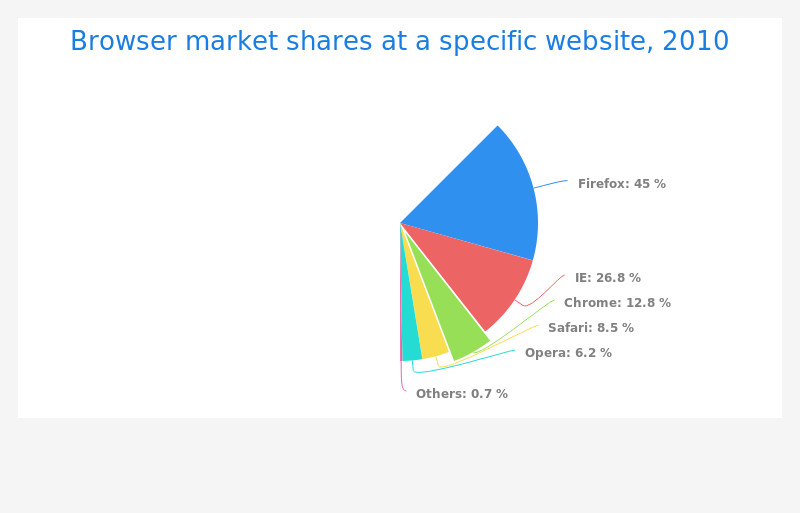 Browser market shares at a specific website, 2010
Firefox: 45 %
IE: 26.8 %
Chrome: 12.8 %
Safari: 8.5 %
Opera: 6.2 %
Others: 0.7 %